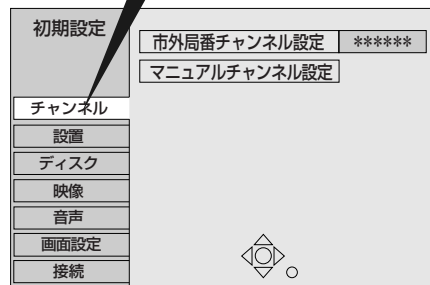 初期設定
市外局番チャンネル設定 ******
マニュアルチャンネル設定
チャンネル
設置
ディスク
映像
音声
画面設定
接続